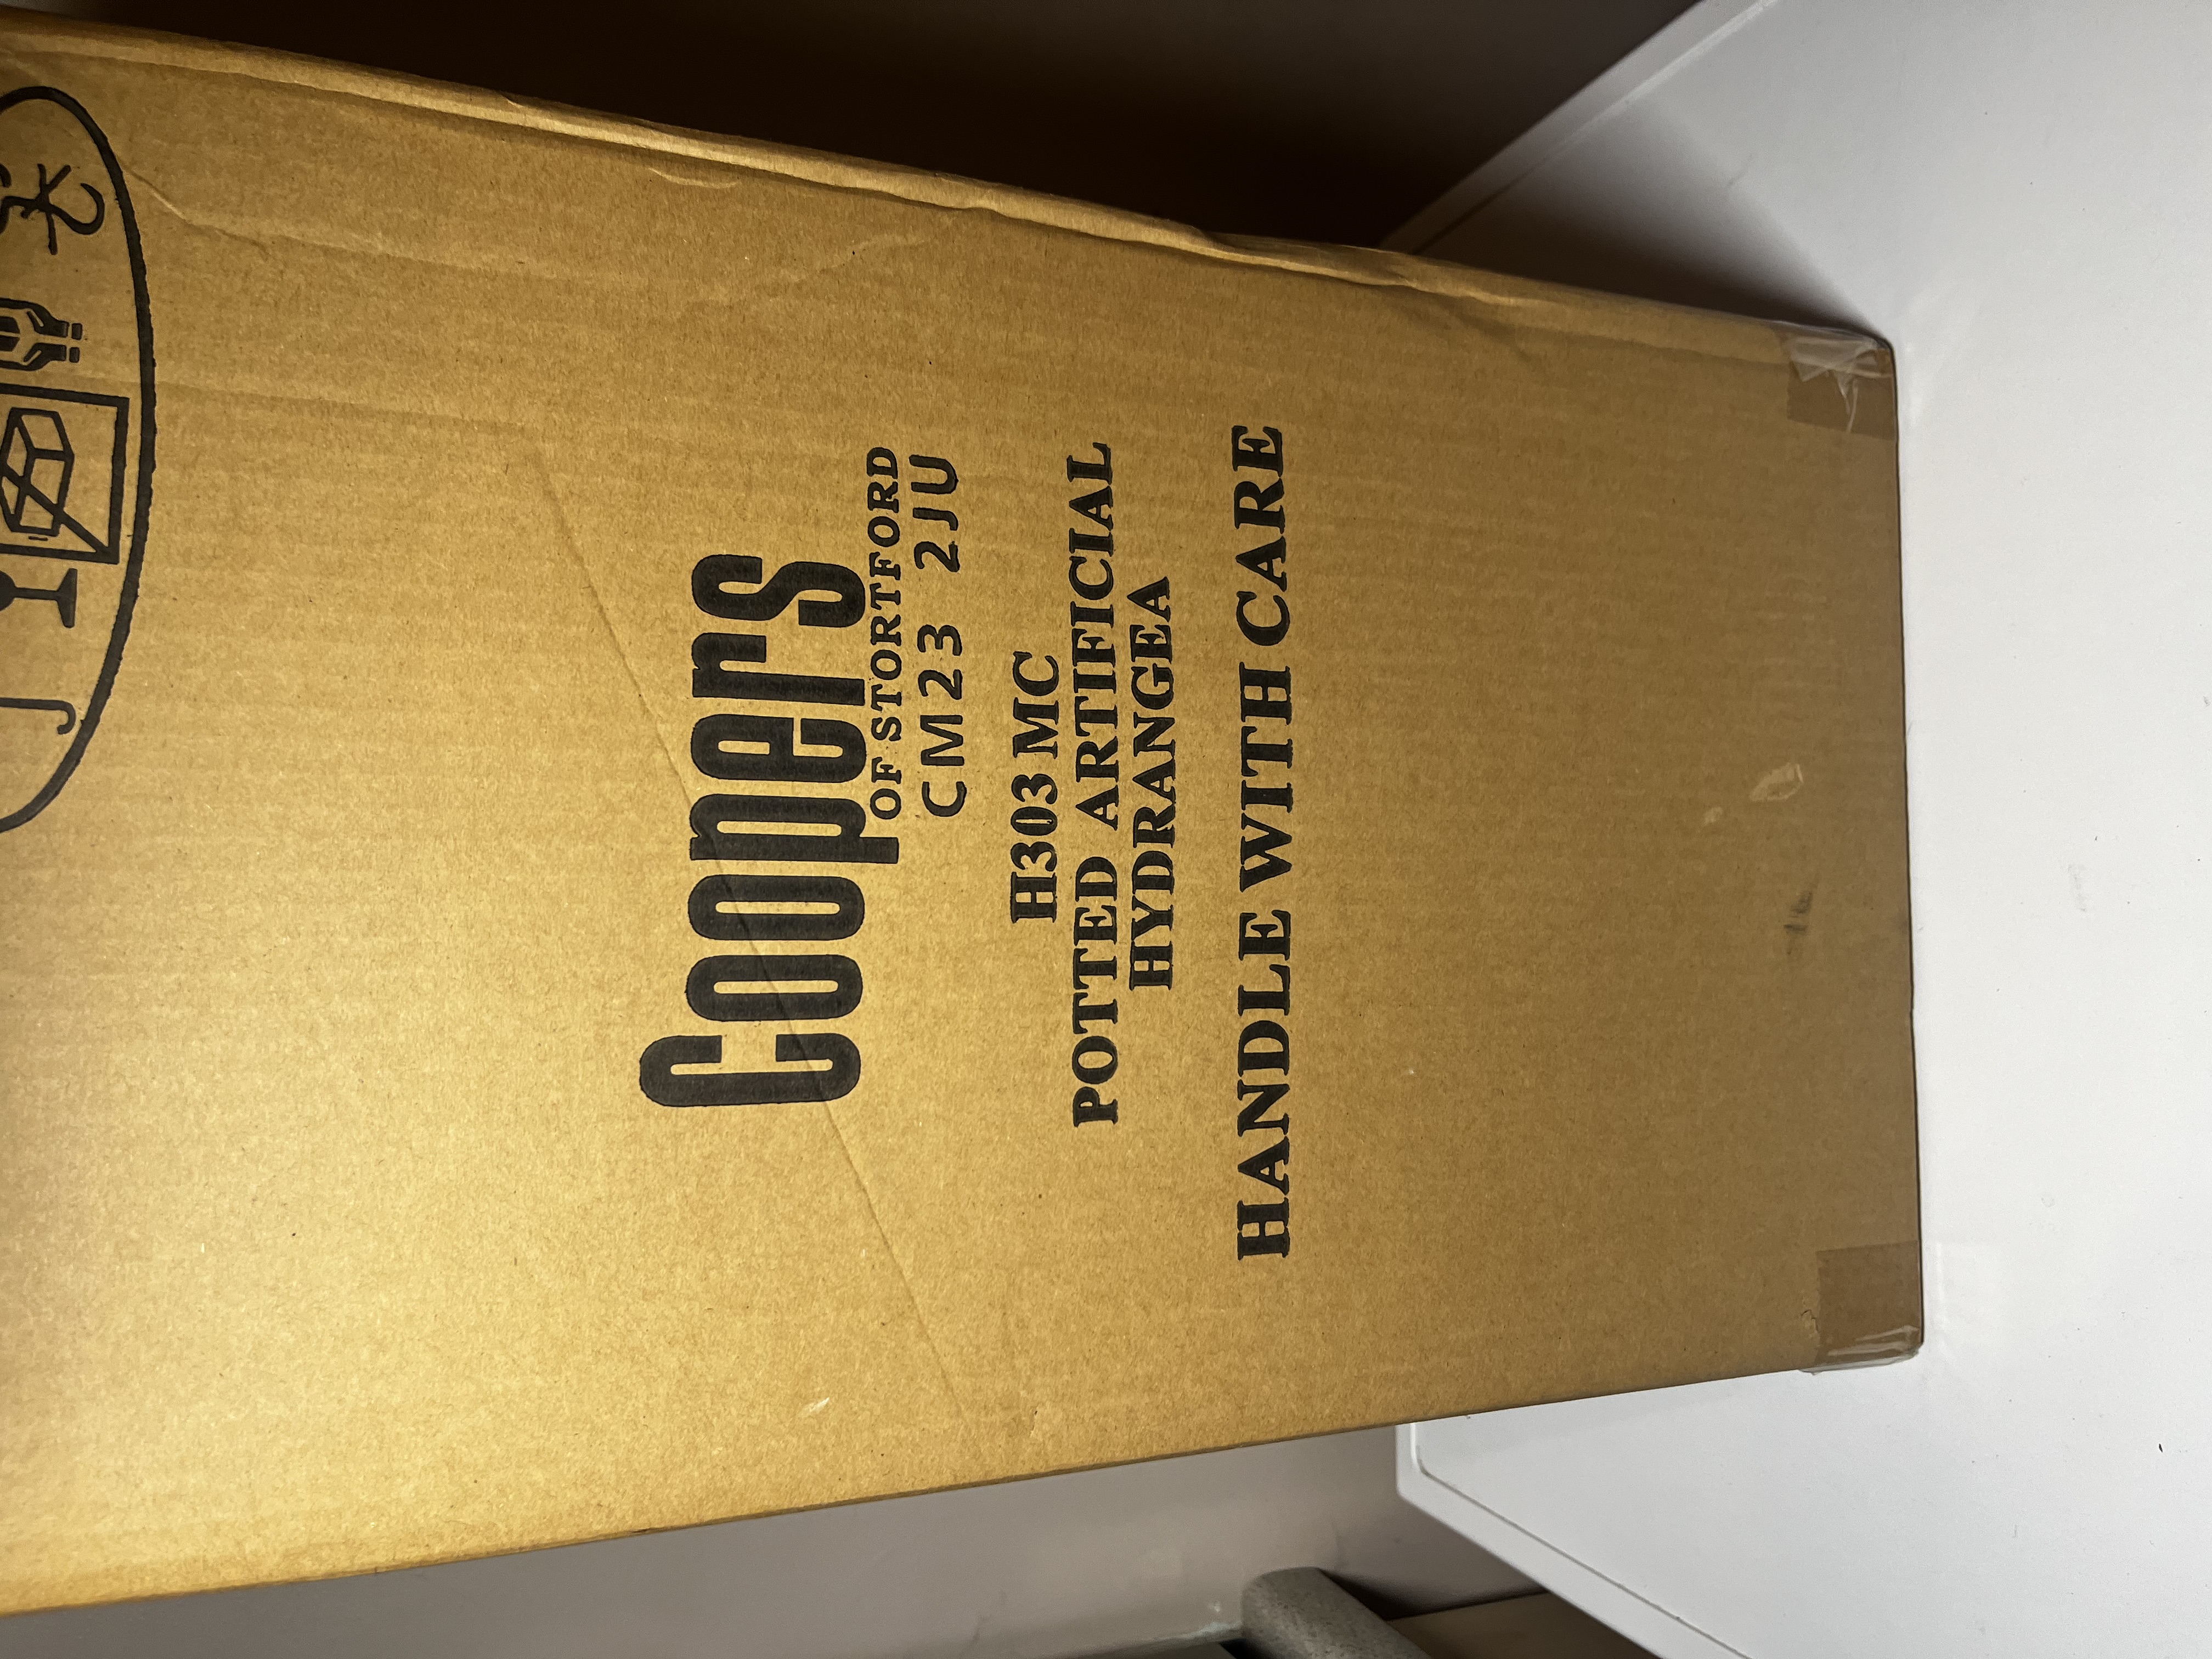 Coopers
OF STORTFORD
CM23 2JU
H303 MC
POTTED ARTIFICIAL
HYDRANGEA
HANDLE WITH CARE